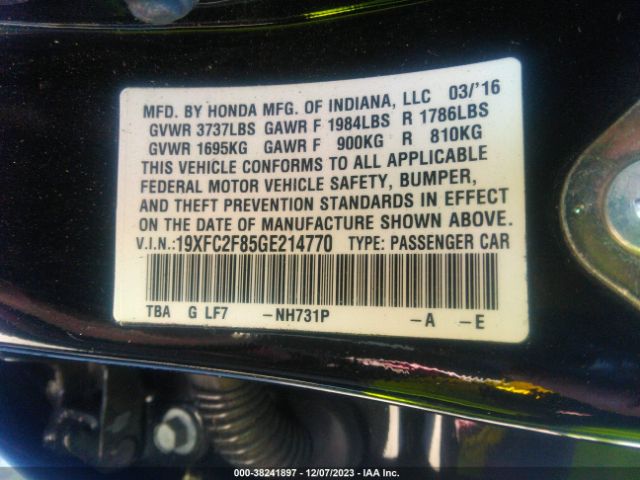 MFD. BY HONDA MFG. OF INDIANA, LLC 03/'16
GVWR 3737LBS GAWR F 1984LBS R 1786LBS
GVWR 1695KG GAWR F 900KG R 810KG
THIS VEHICLE CONFORMS TO ALL APPLICABLE
FEDERAL MOTOR VEHICLE SAFETY, BUMPER,
AND THEFT PREVENTION STANDARDS IN EFFECT
ON THE DATE OF MANUFACTURE SHOWN ABOVE.
V.I.N.:19XFC2F85GE214770 TYPE: PASSENGER CAR
TBA G LF7 -NH731P -A -E
000-38241897 - 12/07/2023 - IAA Inc.